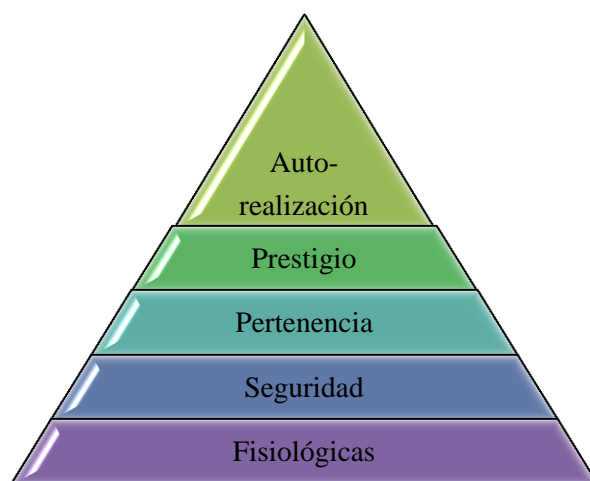 Auto-
realización
Prestigio
Pertenencia
Seguridad
Fisiológicas